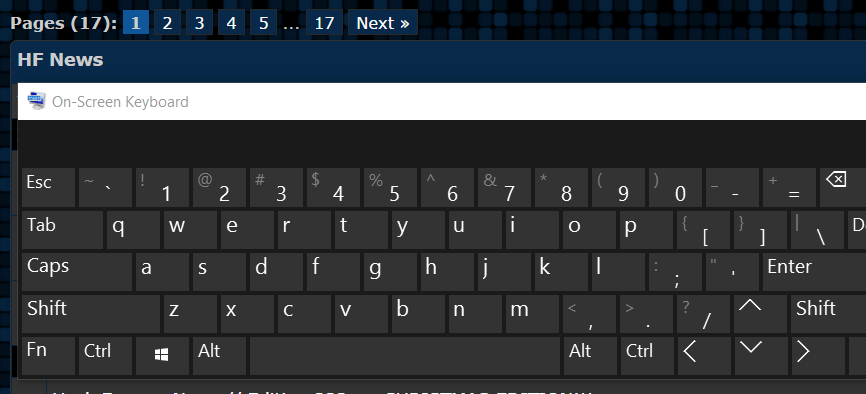 Pages (17): 1 2 3 4 5 ... 17 Next »
HF News
On-Screen Keyboard
Esc ~ ` ! 1 @ 2 # 3 $ 4 % 5 ^ 6 & 7 * 8 ( 9 ) 0 _ - + =
Tab q w e r t y u i o p { [ } ] | \ D
Caps a s d f g h j k l : ; " ' Enter
Shift z x c v b n m < , > . ? / Shift
Fn Ctrl Alt Alt Ctrl